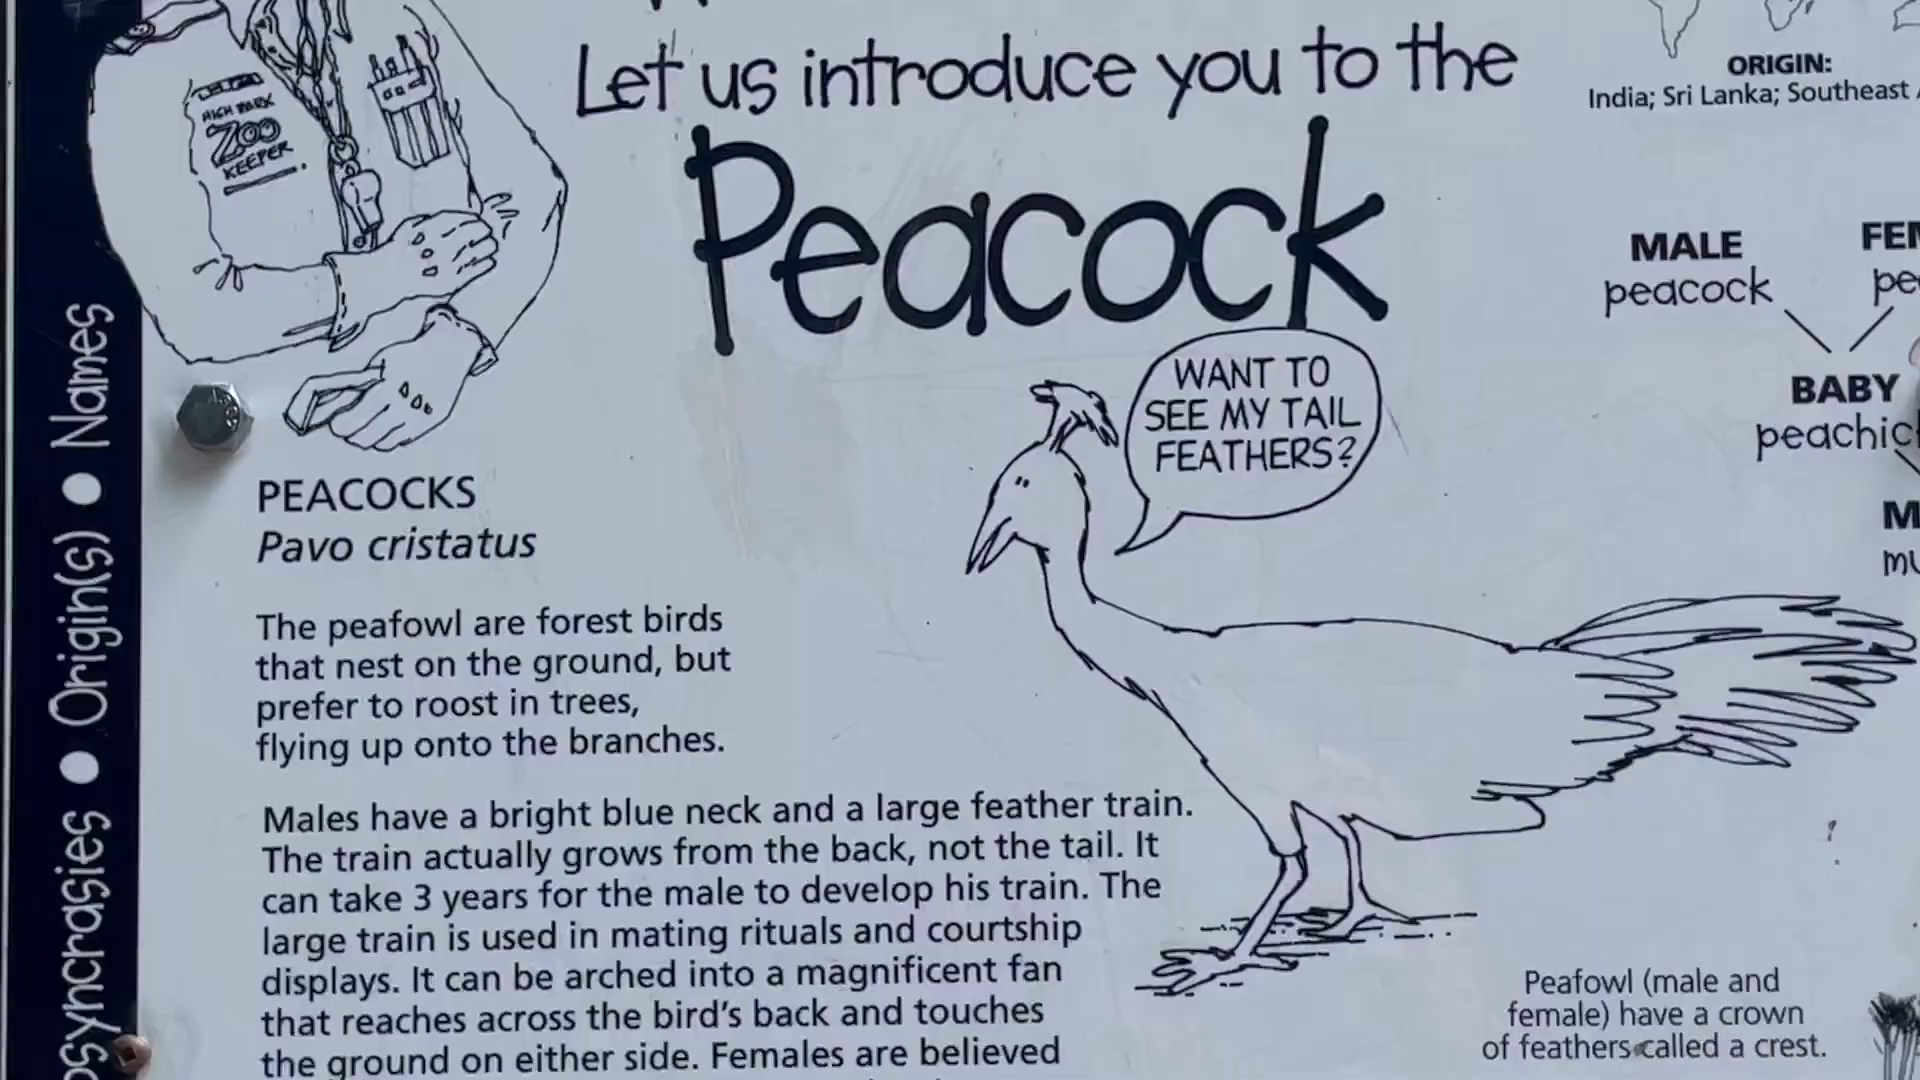 HIGH PARK
ZOO
KEEPER
Let us introduce you to the
Peacock
ORIGIN:
India; Sri Lanka; Southeast
MALE
peacock
BABY
WANT TO
SEE MY TAIL
FEATHERS?
PEACOCKS
Pavo cristatus
The peafowl are forest birds
that nest on the ground, but
prefer to roost in trees,
flying up onto the branches.
Males have a bright blue neck and a large feather train.
The train actually grows from the back, not the tail. It
can take 3 years for the male to develop his train. The
large train is used in mating rituals and courtship
displays. It can be arched into a magnificent fan
that reaches across the bird's back and touches
the ground on either side. Females are believed
Peafowl (male and
female) have a crown
of feathers called a crest.
osyncrasies ● Origin(s) ● Names